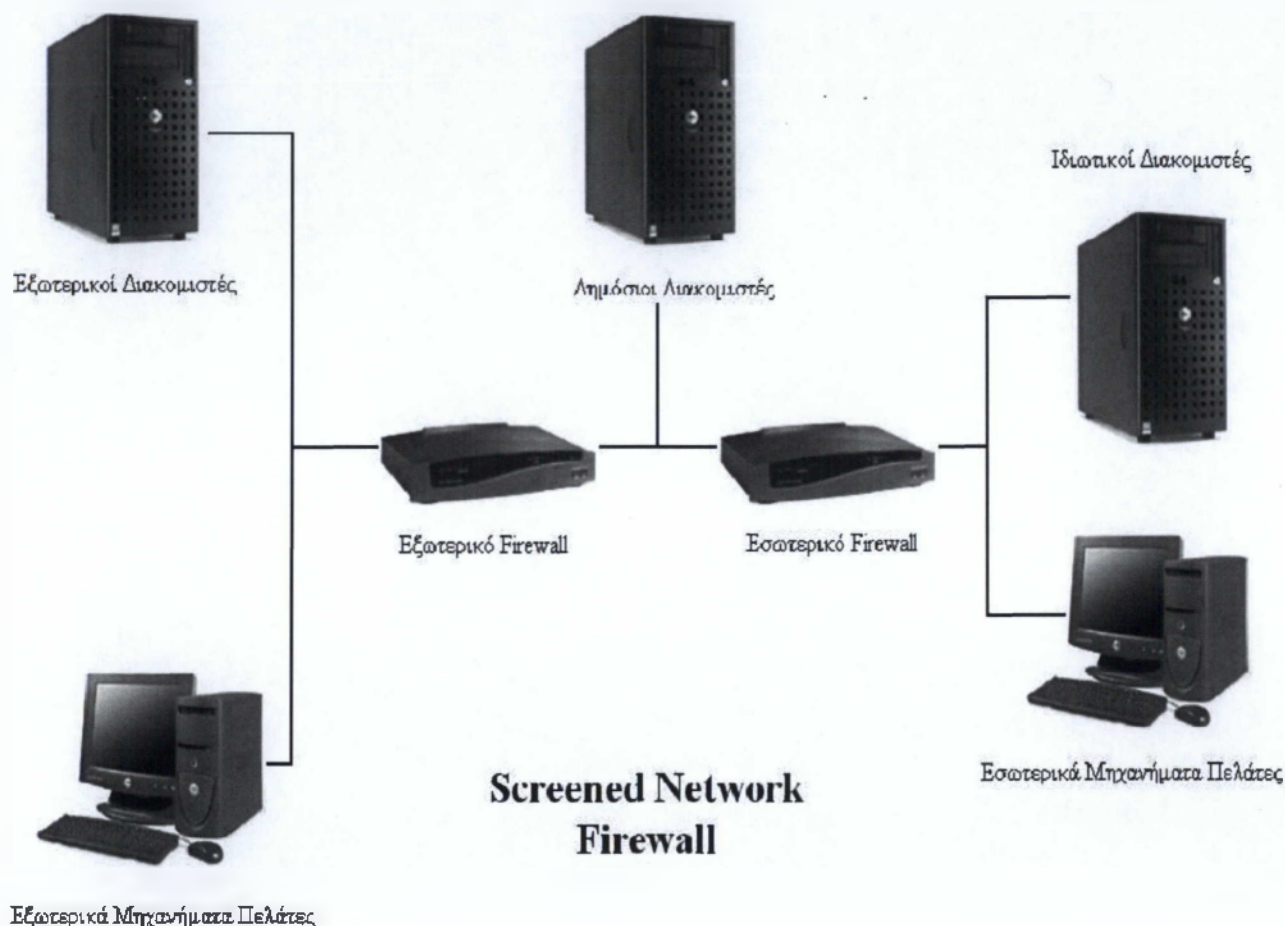 Ιδιωτικοί Διακομιστές
Εξωτερικοί Διακομιστές
Δημόσιοι Διακομιστές
Εξωτερικό Firewall
Εσωτερικό Firewall
Εσωτερικά Μηχανήματα Πελάτες
Screened Network
Firewall
Εξωτερικά Μηχανήματα Πελάτες